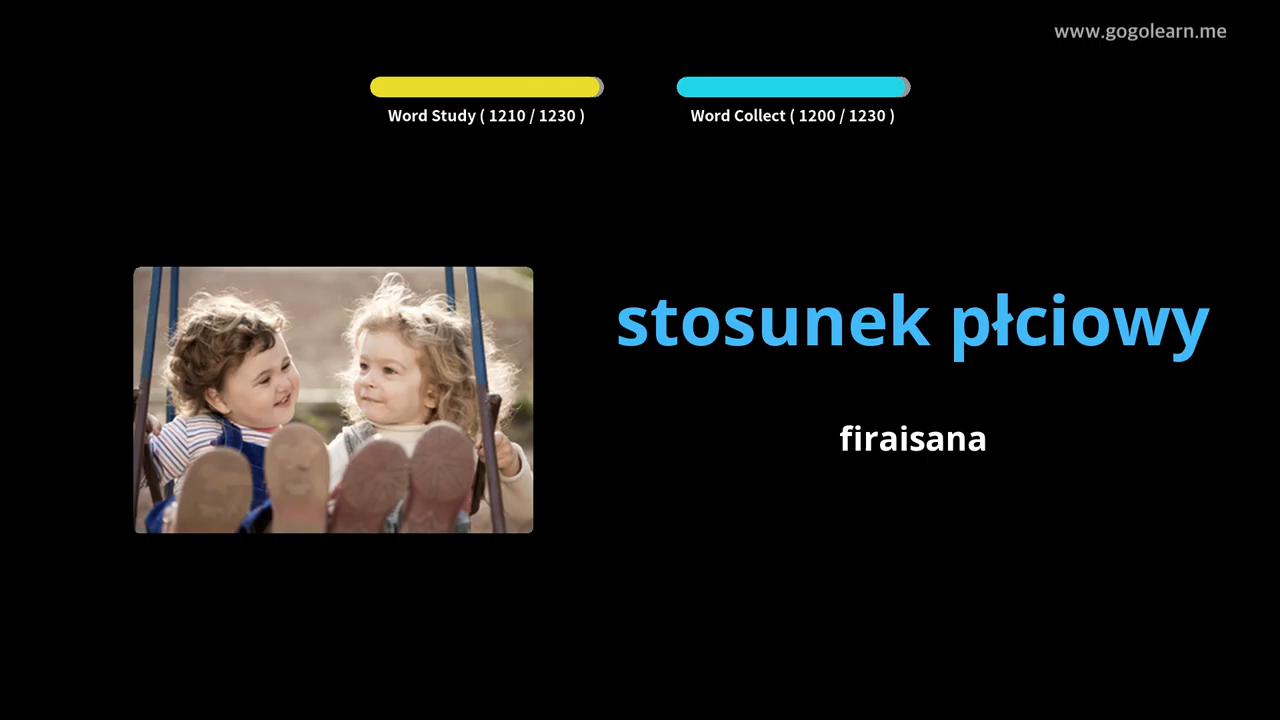 www.gogolearn.me
Word Study ( 1210 / 1230 )
Word Collect ( 1200 / 1230 )
stosunek płciowy
firaisana